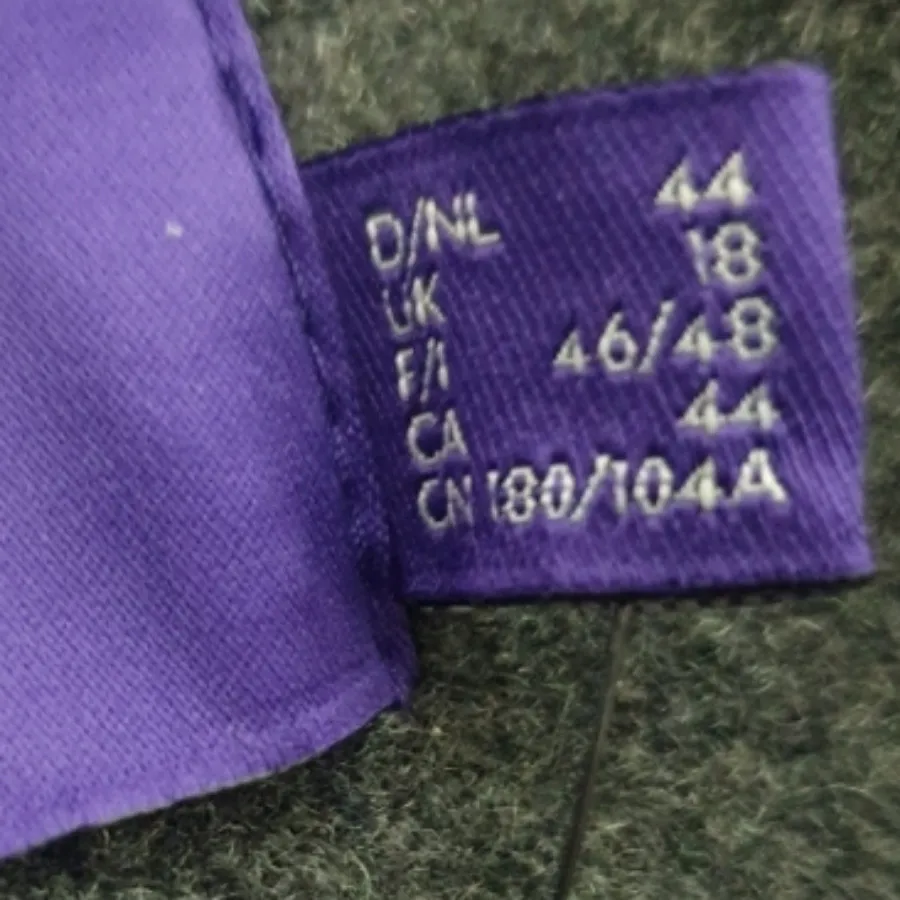 D/NL 44
UK 18
F/I 46/48
CA 44
CN 180/104A